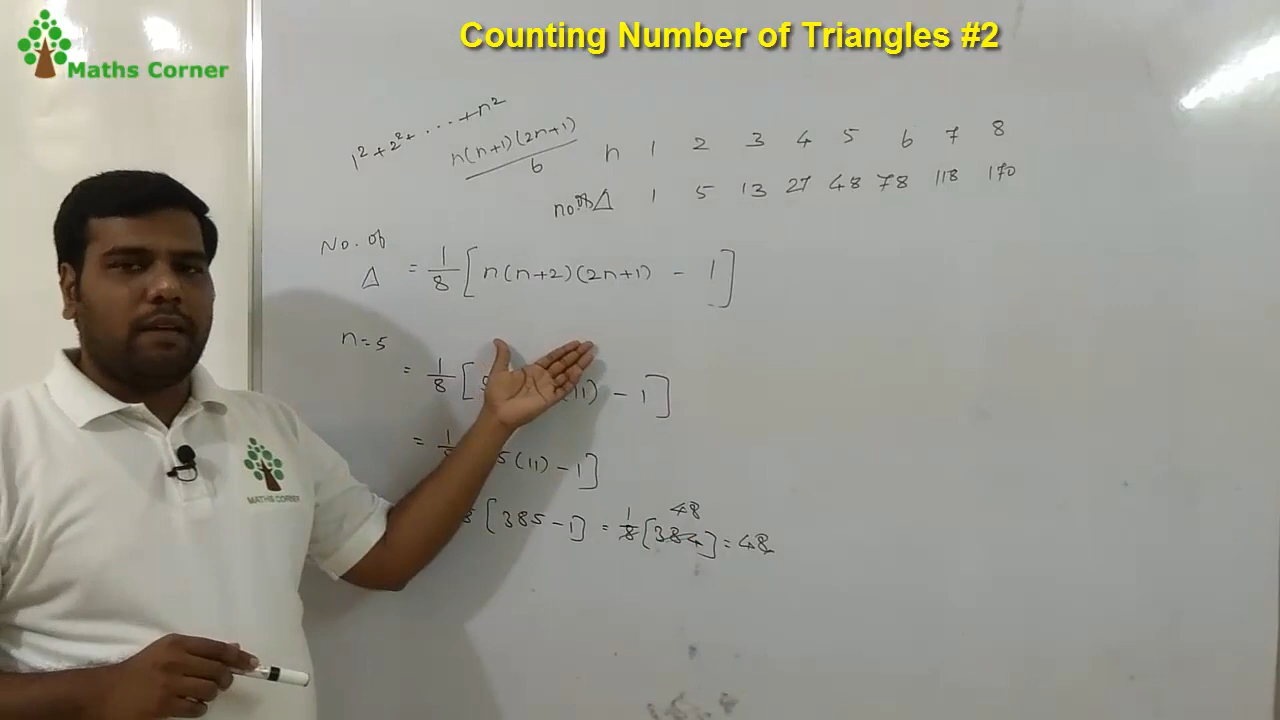 Counting Number of Triangles #2
Maths Corner
1² + 2² + ... + n²
n(n+1)(2n+1)
6
n 1 2 3 4 5 6 7 8
no. of Δ 1 5 13 27 48 78 118 170
No. of
Δ = 1/8 [n(n+2)(2n+1) - 1]
n = 5
= 1/8 [ 11) - 1]
= 1 5(11) - 1]
[385 - 1] = 1/8 [384] = 48
48
MATHS CORNER